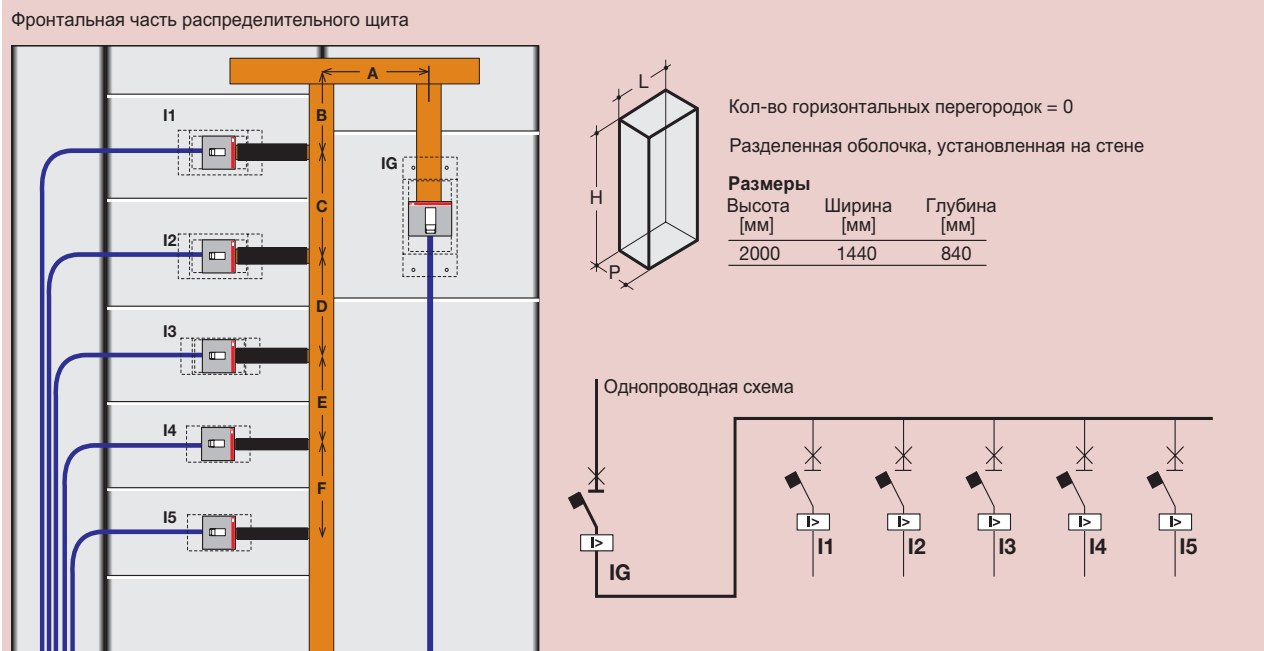 Фронтальная часть распределительного щита
A
B
I1
IG
C
I2
D
I3
E
I4
F
I5
L
H
P
Кол-во горизонтальных перегородок = 0
Разделенная оболочка, установленная на стене
Размеры
Высота Ширина Глубина
[мм] [мм] [мм]
2000 1440 840
Однопроводная схема
I> I> I> I> I>
I1 I2 I3 I4 I5
I>
IG